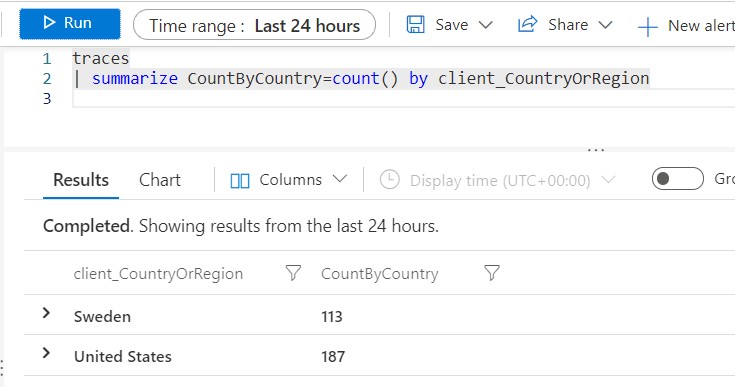 Run Time range : Last 24 hours Save Share New alert
1 traces
2 | summarize CountByCountry=count() by client_CountryOrRegion
3
Results Chart Columns Display time (UTC+00:00) Gro
Completed. Showing results from the last 24 hours.
client_CountryOrRegion CountByCountry
Sweden 113
United States 187